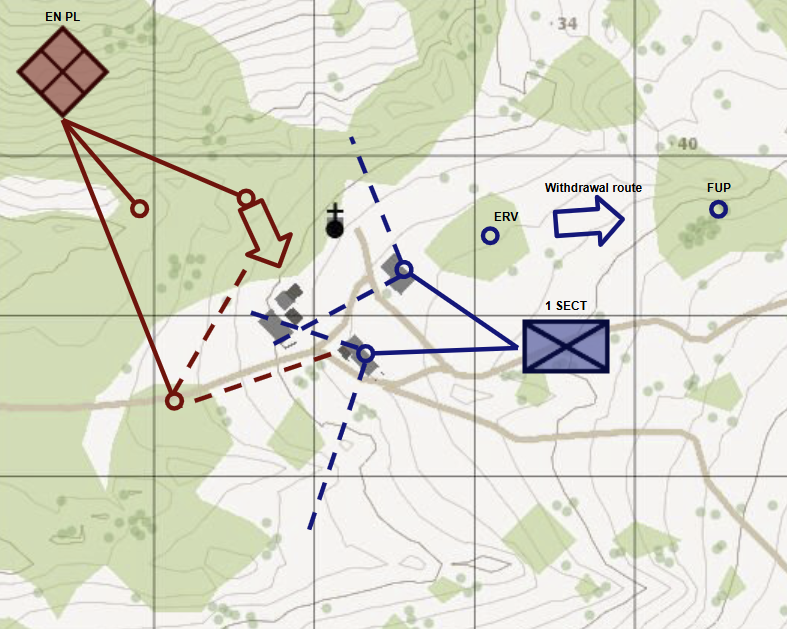 EN PL
34
40
Withdrawal route
FUP
ERV
1 SECT